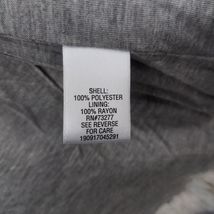 SHELL:
100% POLYESTER
LINING:
100% RAYON
RN#73277
SEE REVERSE
FOR CARE
190917045291